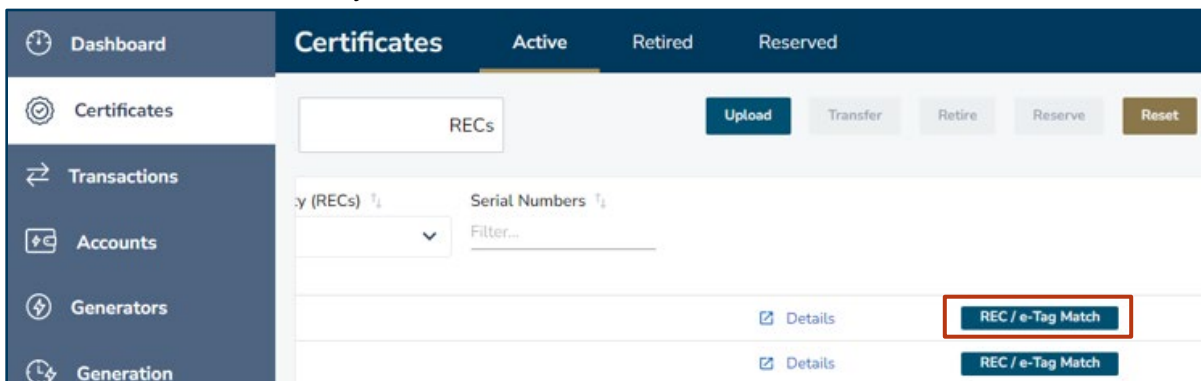 Dashboard
Certificates
Transactions
Accounts
Generators
Generation
Certificates Active Retired Reserved
RECs Upload Transfer Retire Reserve Reset
:y (RECs) Serial Numbers
Filter...
Details REC / e-Tag Match
Details REC / e-Tag Match